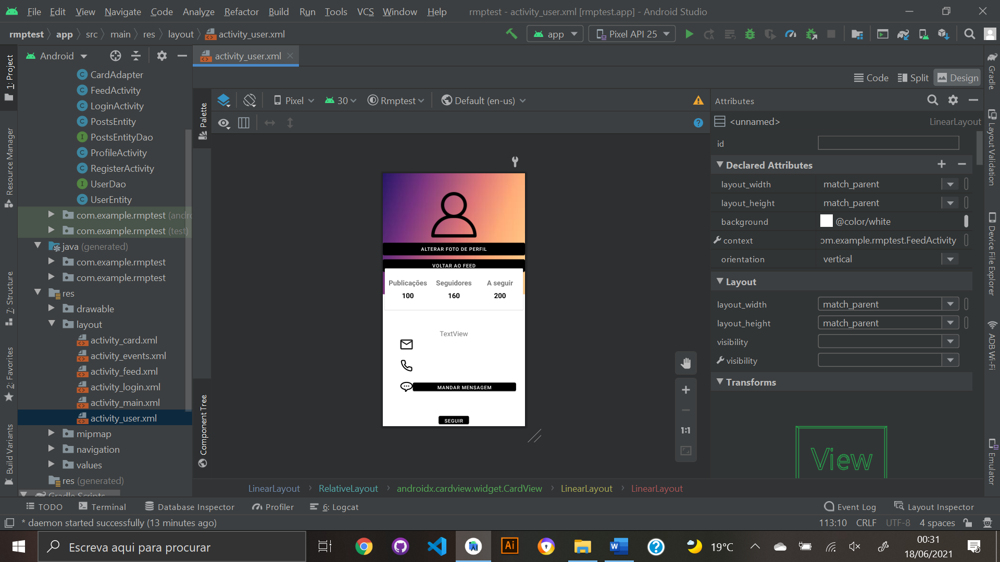 File Edit View Navigate Code Analyze Refactor Build Run Tools VCS Window Help rmptest - activity_user.xml [rmptest.app] - Android Studio
rmptest app src main res layout activity_user.xml app Pixel API 25
Android activity_user.xml
1: Project
Resource Manager
7: Structure
2: Favorites
Build Variants
CardAdapter
FeedActivity
LoginActivity
PostsEntity
PostsEntityDao
ProfileActivity
RegisterActivity
UserDao
UserEntity
com.example.rmptest (andro
com.example.rmptest (test)
java (generated)
com.example.rmptest
com.example.rmptest
res
drawable
layout
activity_card.xml
activity_events.xml
activity_feed.xml
activity_login.xml
activity_main.xml
activity_user.xml
mipmap
navigation
values
res (generated)
Gradle Scripts
Code Split Design
Palette
Component Tree
Pixel 30 Rmptest Default (en-us)
ALTERAR FOTO DE PERFIL
VOLTAR AO FEED
Publicações Seguidores A seguir
100 160 200
TextView
MANDAR MENSAGEM
SEGUIR
1:1
Attributes
<unnamed> LinearLayout
id
Declared Attributes
layout_width match_parent
layout_height match_parent
background @color/white
context om.example.rmptest.FeedActivity
orientation vertical
Layout
layout_width match_parent
layout_height match_parent
visibility
visibility
Transforms
View
Gradle
Layout Validation
Device File Explorer
ADB Wi-Fi
Emulator
LinearLayout RelativeLayout androidx.cardview.widget.CardView LinearLayout LinearLayout
TODO Terminal Database Inspector Profiler 6: Logcat Event Log Layout Inspector
* daemon started successfully (13 minutes ago) 113:10 CRLF UTF-8 4 spaces
Escreva aqui para procurar Ai W 19°C 00:31
18/06/2021